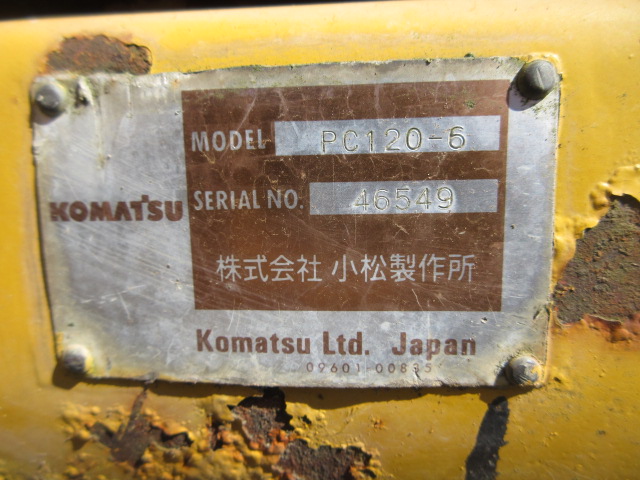 MODEL PC120-6
KOMATSU
SERIAL NO. 46549
株式会社 小松製作所
Komatsu Ltd. Japan
09601-00835